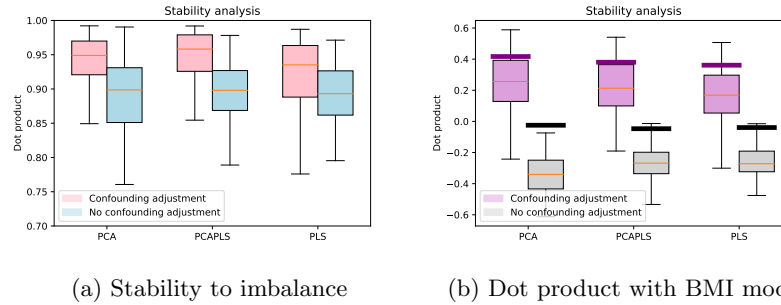 Stability analysis
1.00
0.95
0.90
0.85
0.80
0.75
0.70
Dot product
Confounding adjustment
No confounding adjustment
PCA
PCAPLS
PLS
(a) Stability to imbalance
Stability analysis
0.6
0.4
0.2
0.0
−0.2
−0.4
−0.6
Dot product
Confounding adjustment
No confounding adjustment
PCA
PCAPLS
PLS
(b) Dot product with BMI mod